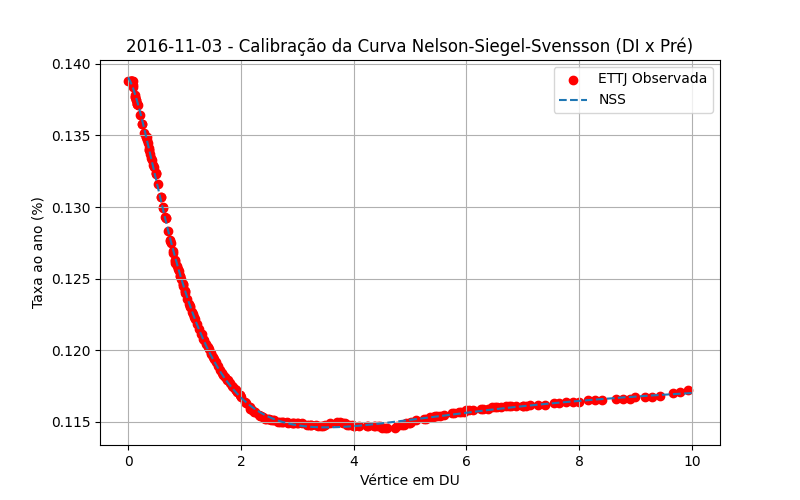 2016-11-03 - Calibração da Curva Nelson-Siegel-Svensson (DI x Pré)
ETTJ Observada
NSS
Taxa ao ano (%)
0.140
0.135
0.130
0.125
0.120
0.115
0 2 4 6 8 10
Vértice em DU